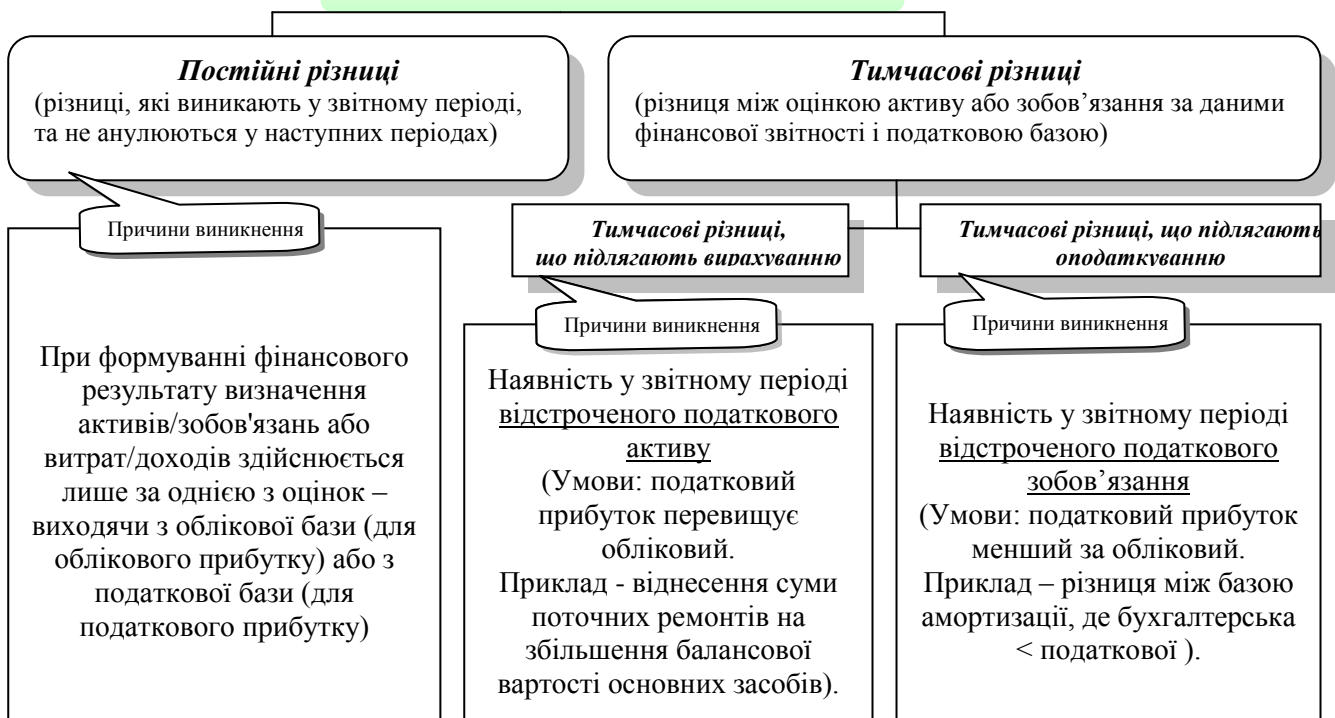 Постійні різниці
(різниці, які виникають у звітному періоді,
та не анулюються у наступних періодах)
Тимчасові різниці
(різниця між оцінкою активу або зобов’язання за даними
фінансової звітності і податковою базою)
Причини виникнення
При формуванні фінансового
результату визначення
активів/зобов'язань або
витрат/доходів здійснюється
лише за однією з оцінок –
виходячи з облікової бази (для
облікового прибутку) або з
податкової бази (для
податкового прибутку)
Тимчасові різниці,
що підлягають вирахуванню
Причини виникнення
Наявність у звітному періоді
відстроченого податкового
активу
(Умови: податковий
прибуток перевищує
обліковий.
Приклад - віднесення суми
поточних ремонтів на
збільшення балансової
вартості основних засобів).
Тимчасові різниці, що підлягають
оподаткуванню
Причини виникнення
Наявність у звітному періоді
відстроченого податкового
зобов’язання
(Умови: податковий прибуток
менший за обліковий.
Приклад – різниця між базою
амортизації, де бухгалтерська
< податкової ).